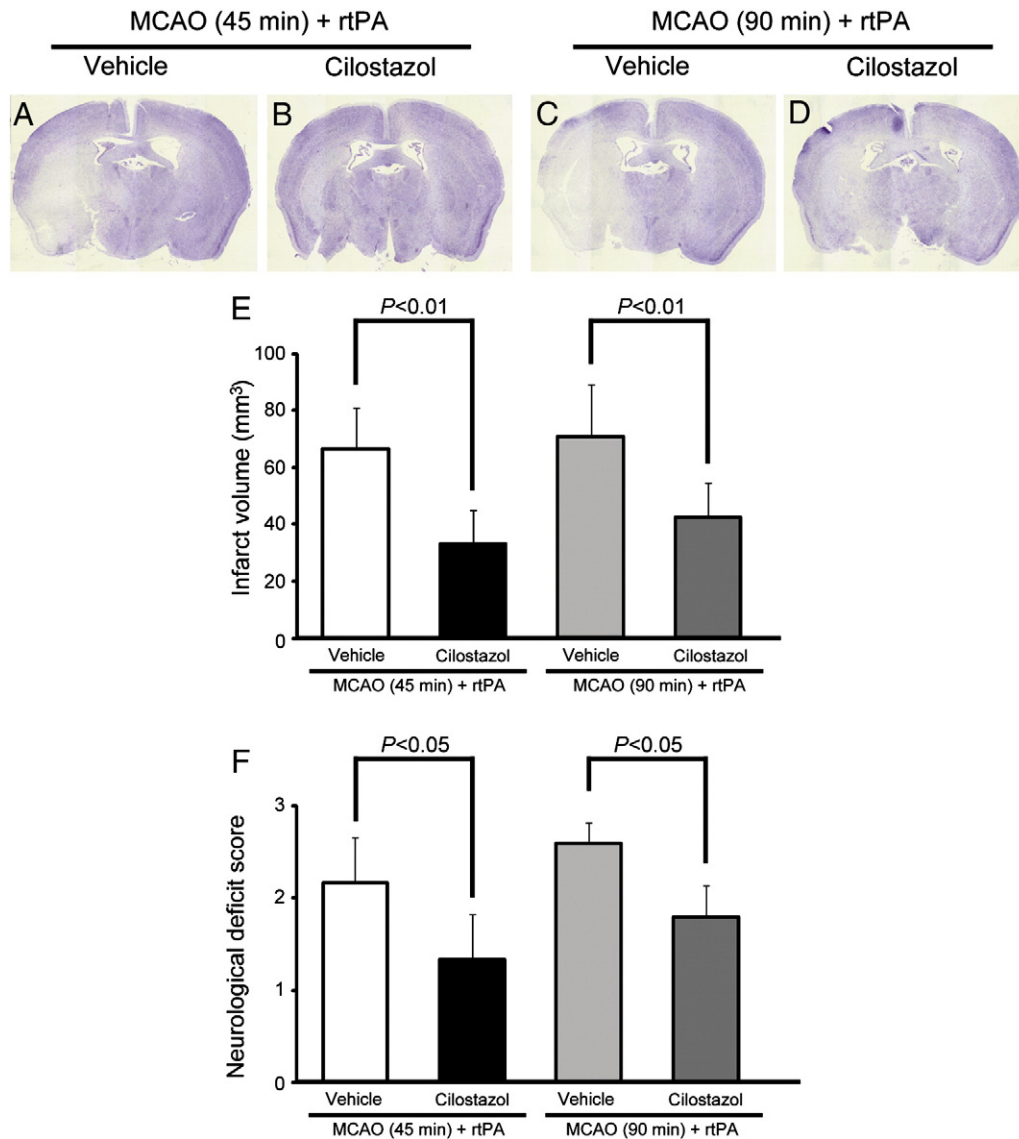 MCAO (45 min) + rtPA MCAO (90 min) + rtPA
Vehicle Cilostazol Vehicle Cilostazol
A B C D
E
P<0.01 P<0.01
Infarct volume (mm³)
100
80
60
40
20
0
Vehicle Cilostazol Vehicle Cilostazol
MCAO (45 min) + rtPA MCAO (90 min) + rtPA
F
P<0.05 P<0.05
Neurological deficit score
3
2
1
0
Vehicle Cilostazol Vehicle Cilostazol
MCAO (45 min) + rtPA MCAO (90 min) + rtPA